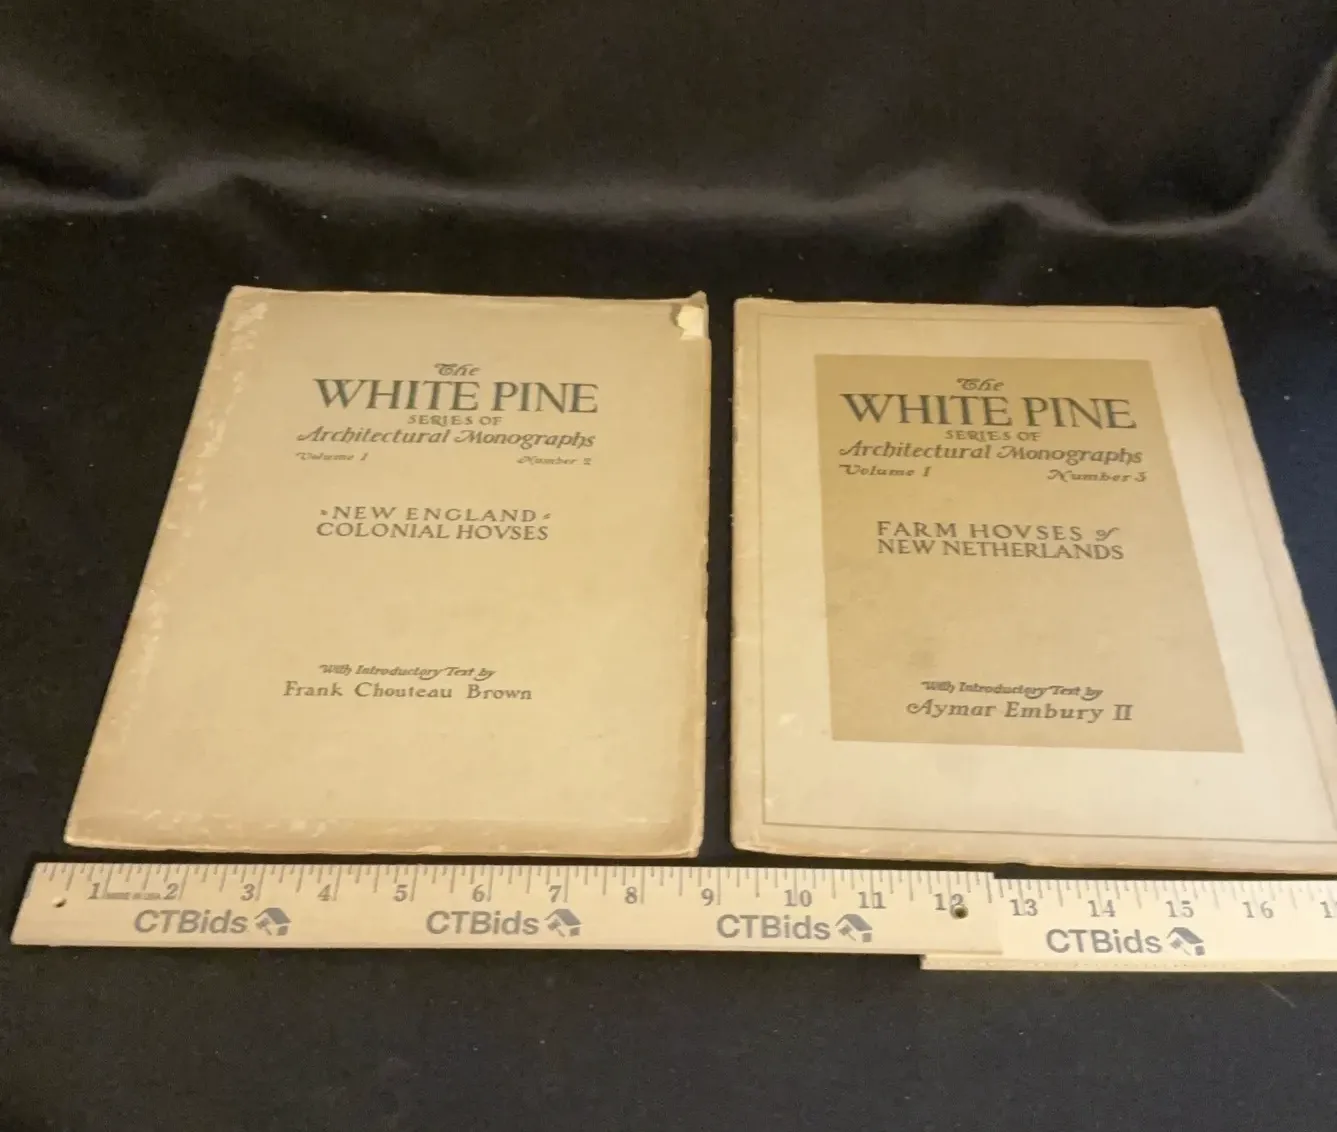 The
WHITE PINE
SERIES OF
Architectural Monographs
Volume 1 Number 2
NEW ENGLAND
COLONIAL HOVSES
With Introductory Text by
Frank Chouteau Brown
The
WHITE PINE
SERIES OF
Architectural Monographs
Volume 1 Number 3
FARM HOVSES of
NEW NETHERLANDS
With Introductory Text by
Aymar Embury II
1 2 3 4 5 6 7 8 9 10 11 12 13 14 15 16
CTBids CTBids CTBids CTBids